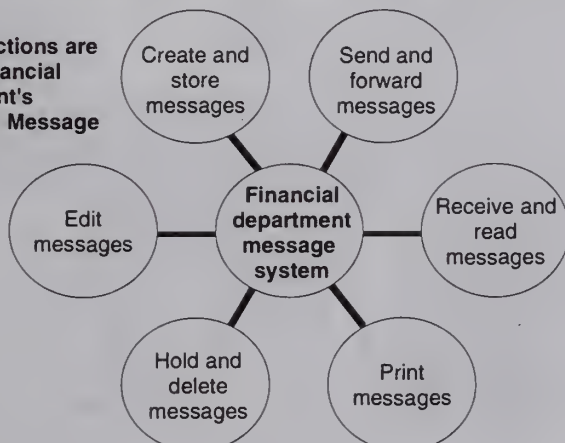 ctions are
ancial
nt's
Message
Create and
store
messages
Send and
forward
messages
Edit
messages
Financial
department
message
system
Receive and
read
messages
Hold and
delete
messages
Print
messages